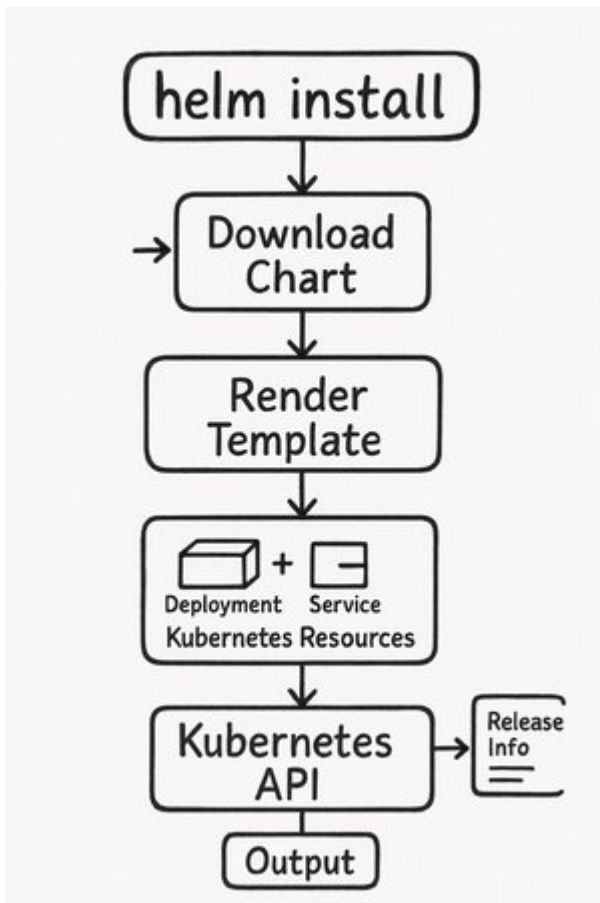 helm install
Download
Chart
Render
Template
+
Deployment Service
Kubernetes Resources
Kubernetes
API
Release
Info
Output